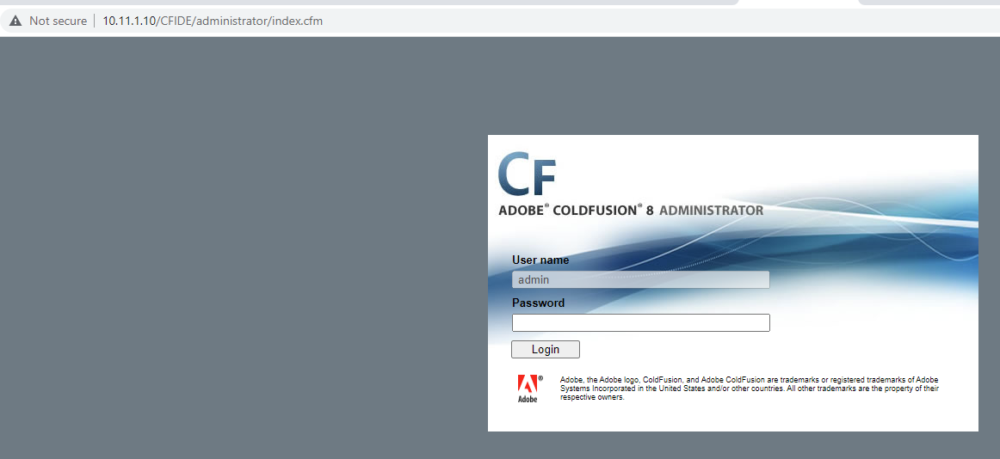 Not secure | 10.11.1.10/CFIDE/administrator/index.cfm
CF
ADOBE® COLDFUSION® 8 ADMINISTRATOR
User name
admin
Password
Login
Adobe, the Adobe logo, ColdFusion, and Adobe ColdFusion are trademarks or registered trademarks of Adobe
Systems Incorporated in the United States and/or other countries. All other trademarks are the property of their
respective owners.
®
Adobe